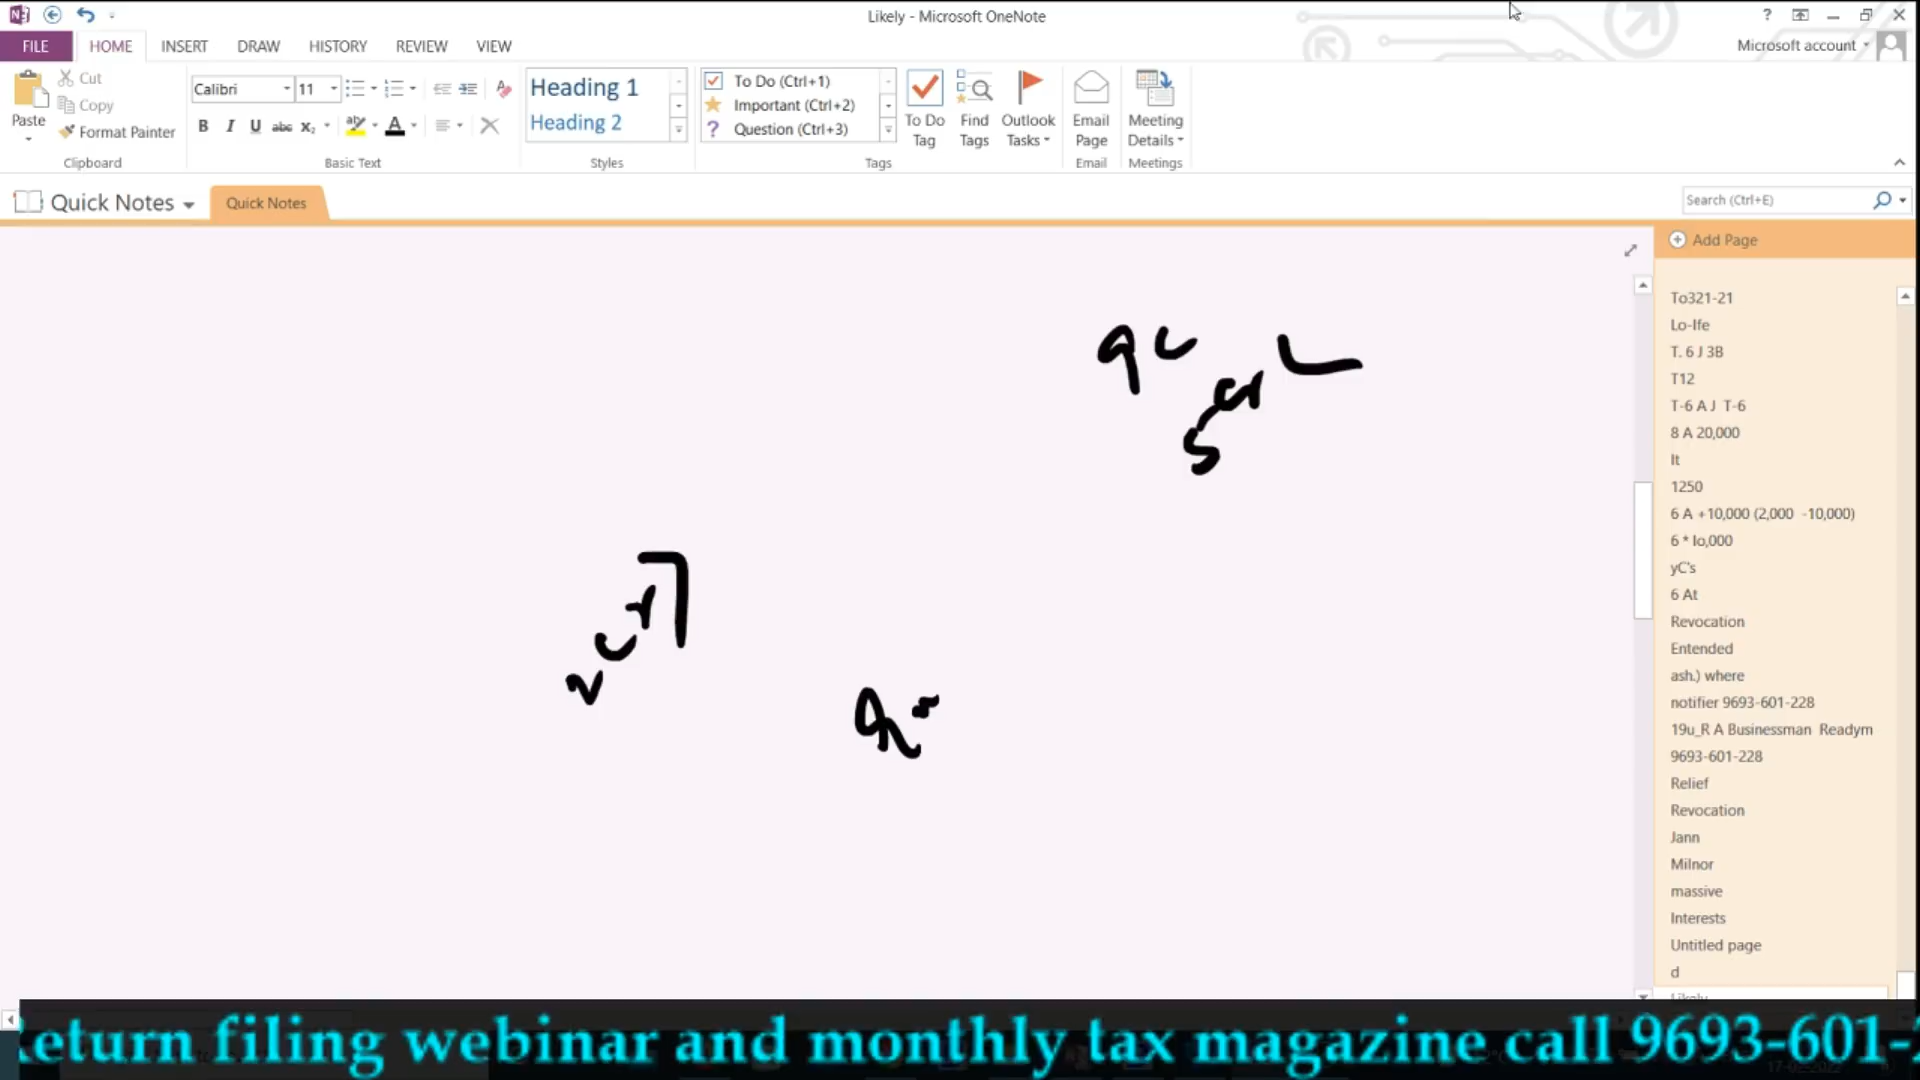 Likely - Microsoft OneNote
?
FILE HOME INSERT DRAW HISTORY REVIEW VIEW
Microsoft account
Paste
Cut
Copy
Format Painter
Clipboard
Calibri 11
B I U abc X₂ A
Basic Text
Heading 1
Heading 2
Styles
To Do (Ctrl+1)
Important (Ctrl+2)
Question (Ctrl+3)
Tags
To Do Tag
Find Tags
Outlook Tasks
Email Page
Email
Meeting Details
Meetings
Quick Notes
Quick Notes
Search (Ctrl+E)
Add Page
To321-21
Lo-Ife
T. 6 J 3B
T12
T-6 A J T-6
8 A 20,000
It
1250
6 A +10,000 (2,000 -10,000)
6 * lo,000
yC's
6 At
Revocation
Entended
ash.) where
notifier 9693-601-228
19u_R A Businessman Readym
9693-601-228
Relief
Revocation
Jann
Milnor
massive
Interests
Untitled page
d
Likely
eturn filing webinar and monthly tax magazine call 9693-601-